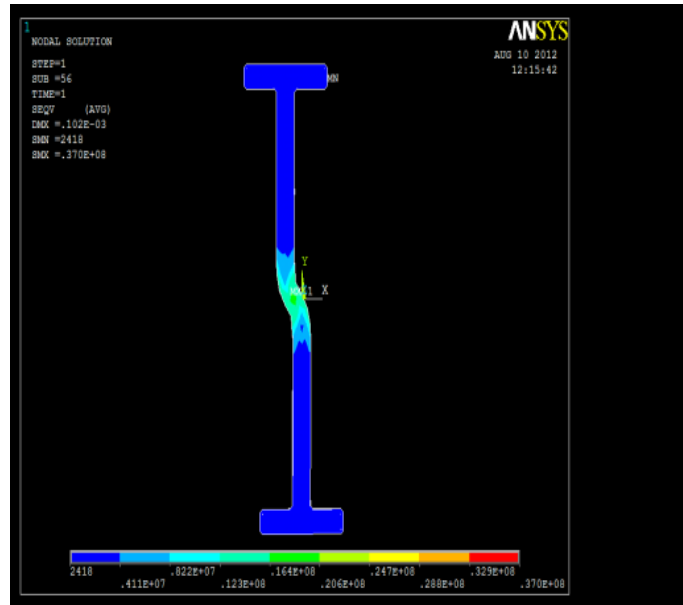 1
NODAL SOLUTION
ANSYS
AUG 10 2012
12:15:42
STEP=1
SUB =56
TIME=1
SEQV (AVG)
DMX =.102E-03
SMN =2418
SMX =.370E+08
MN
Y
X
2418 .822E+07 .164E+08 .247E+08 .329E+08
.411E+07 .123E+08 .206E+08 .288E+08 .370E+08